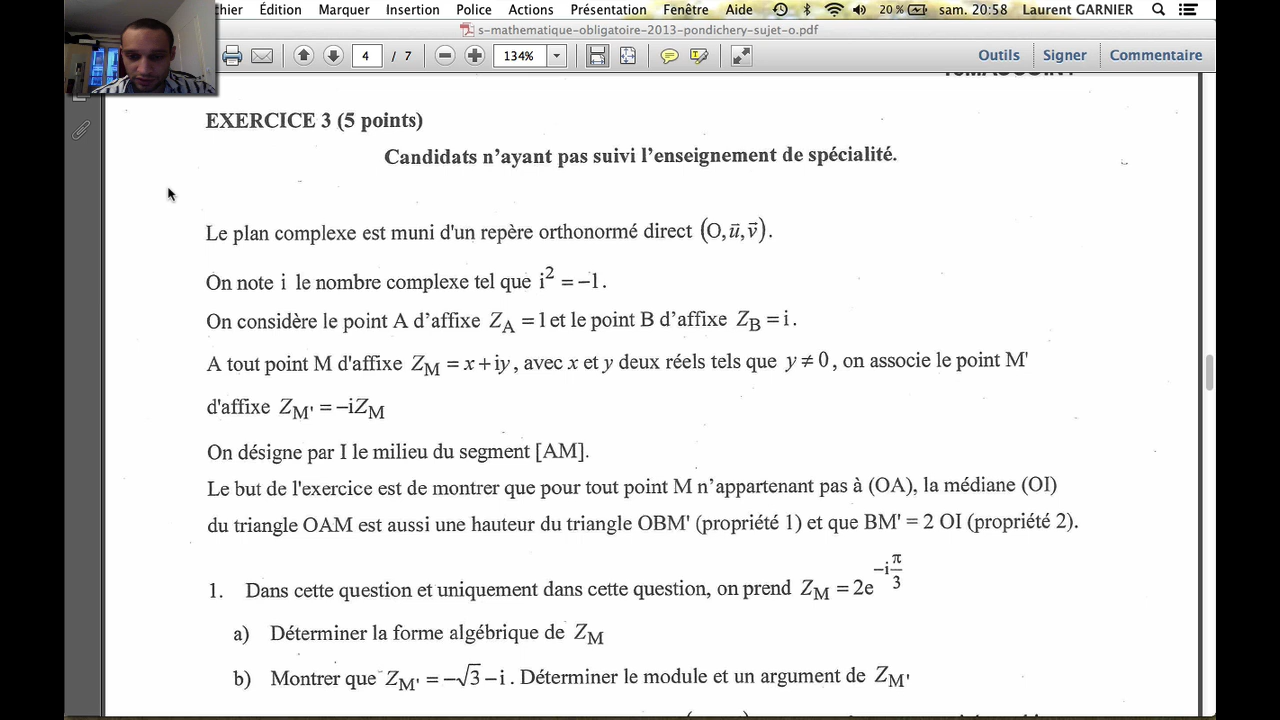 chier Édition Marquer Insertion Police Actions Présentation Fenêtre Aide 20 % sam. 20:58 Laurent GARNIER
s-mathematique-obligatoire-2013-pondichery-sujet-o.pdf
4 / 7 134% Outils Signer Commentaire
EXERCICE 3 (5 points)
Candidats n'ayant pas suivi l'enseignement de spécialité.
Le plan complexe est muni d'un repère orthonormé direct (O, u⃗, v⃗).
On note i le nombre complexe tel que i² = −1.
On considère le point A d'affixe Z_A = 1 et le point B d'affixe Z_B = i.
A tout point M d'affixe Z_M = x + iy, avec x et y deux réels tels que y ≠ 0, on associe le point M'
d'affixe Z_M' = −iZ_M
On désigne par I le milieu du segment [AM].
Le but de l'exercice est de montrer que pour tout point M n'appartenant pas à (OA), la médiane (OI)
du triangle OAM est aussi une hauteur du triangle OBM' (propriété 1) et que BM' = 2 OI (propriété 2).
1. Dans cette question et uniquement dans cette question, on prend Z_M = 2e^(−iπ/3)
a) Déterminer la forme algébrique de Z_M
b) Montrer que Z_M' = −√3 − i. Déterminer le module et un argument de Z_M'